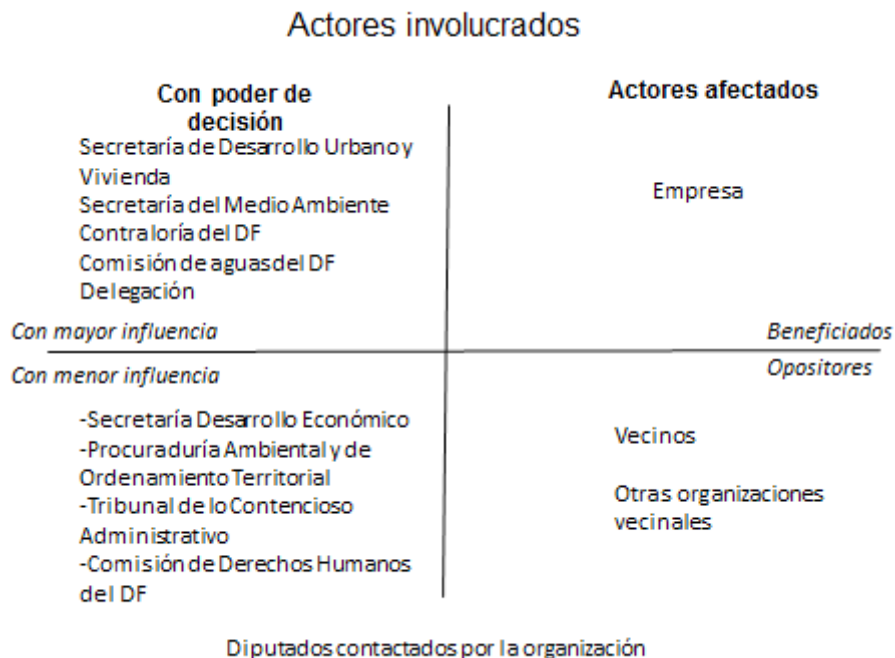 Actores involucrados
Con poder de
decisión
Secretaría de Desarrollo Urbano y
Vivienda
Secretaría del Medio Ambiente
Contraloría del DF
Comisión de aguas del DF
Delegación
Actores afectados
Empresa
Con mayor influencia
Beneficiados
Con menor influencia
Opositores
-Secretaría Desarrollo Económico
-Procuraduría Ambiental y de
Ordenamiento Territorial
-Tribunal de lo Contencioso
Administrativo
-Comisión de Derechos Humanos
del DF
Vecinos
Otras organizaciones
vecinales
Diputados contactados por la organización